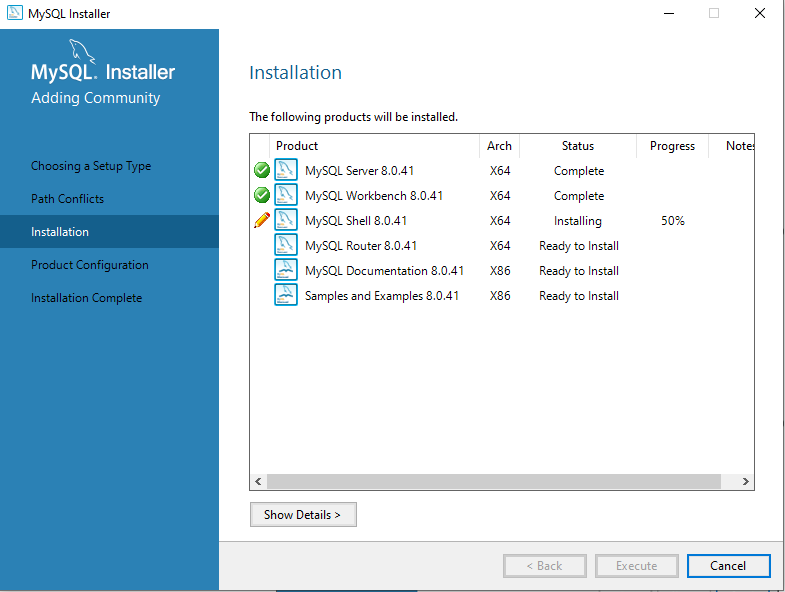 MySQL Installer
MySQL. Installer
Adding Community
Choosing a Setup Type
Path Conflicts
Installation
Product Configuration
Installation Complete
Installation
The following products will be installed.
Product Arch Status Progress Notes
MySQL Server 8.0.41 X64 Complete
MySQL Workbench 8.0.41 X64 Complete
MySQL Shell 8.0.41 X64 Installing 50%
MySQL Router 8.0.41 X64 Ready to Install
MySQL Documentation 8.0.41 X86 Ready to Install
Samples and Examples 8.0.41 X86 Ready to Install
Show Details >
< Back Execute Cancel